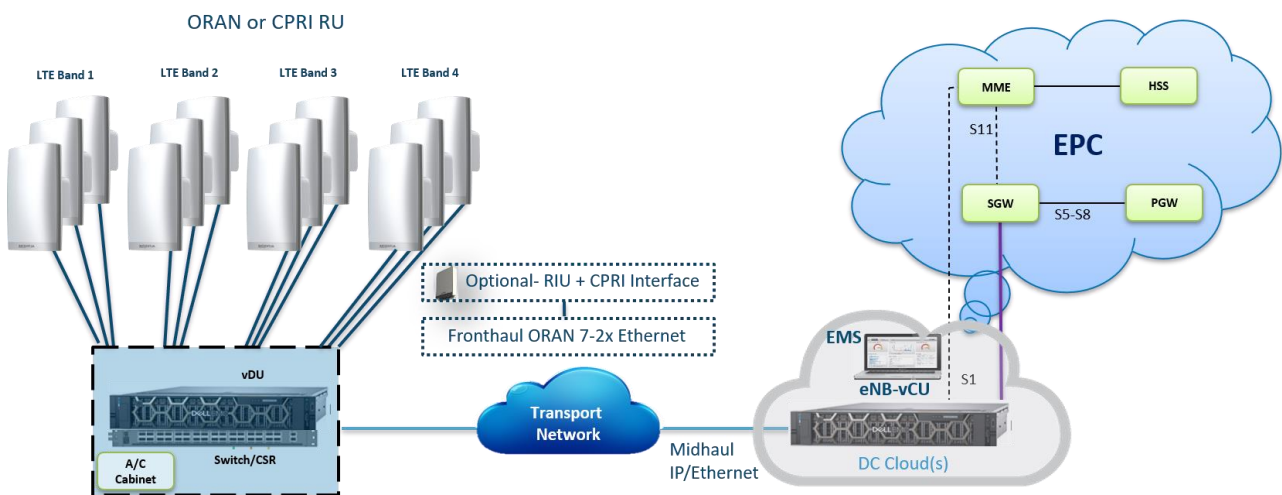 ORAN or CPRI RU
LTE Band 1
LTE Band 2
LTE Band 3
LTE Band 4
MME
HSS
S11
EPC
SGW
S5-S8
PGW
Optional- RIU + CPRI Interface
Fronthaul ORAN 7-2x Ethernet
EMS
eNB-vCU
S1
vDU
DELL
Switch/CSR
A/C
Cabinet
Transport
Network
Midhaul
IP/Ethernet
DELL
DC Cloud(s)